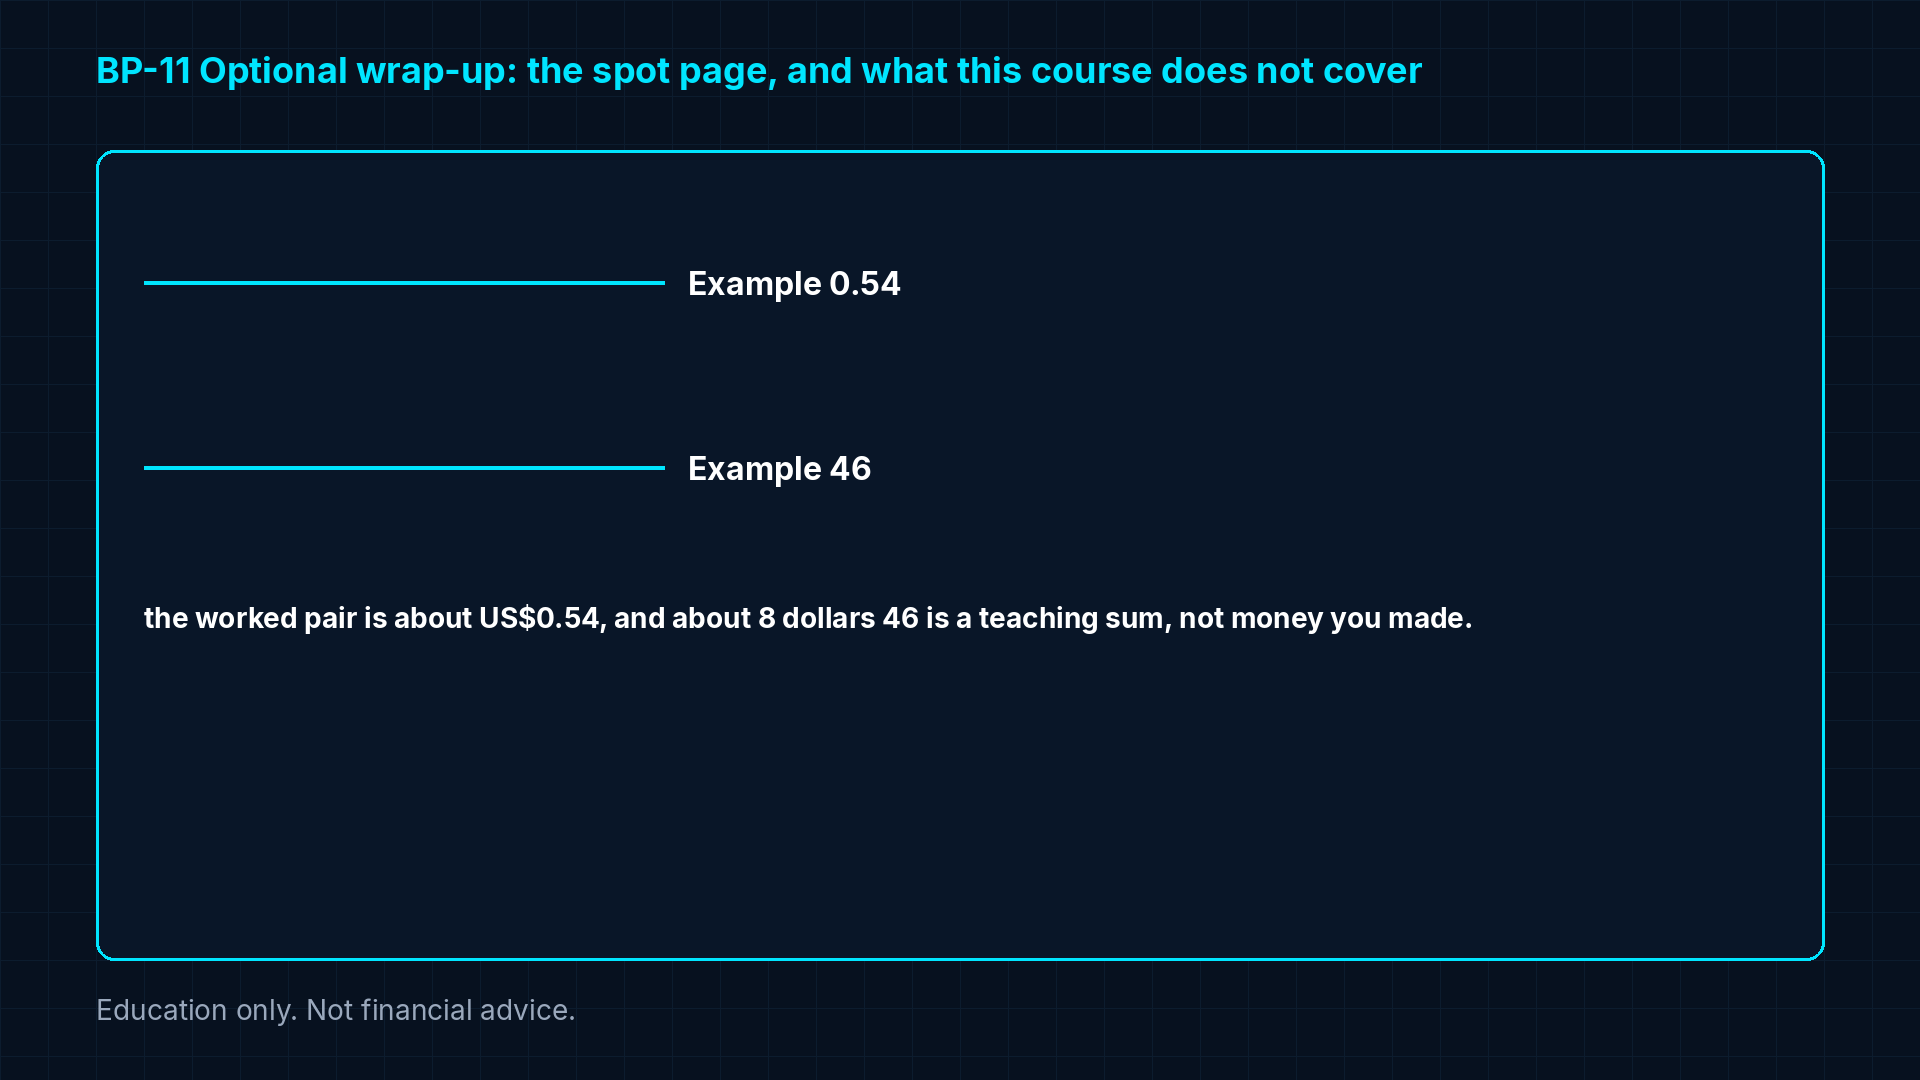 BP-11 Optional wrap-up: the spot page, and what this course does not cover
Example 0.54
Example 46
the worked pair is about US$0.54, and about 8 dollars 46 is a teaching sum, not money you made.
Education only. Not financial advice.